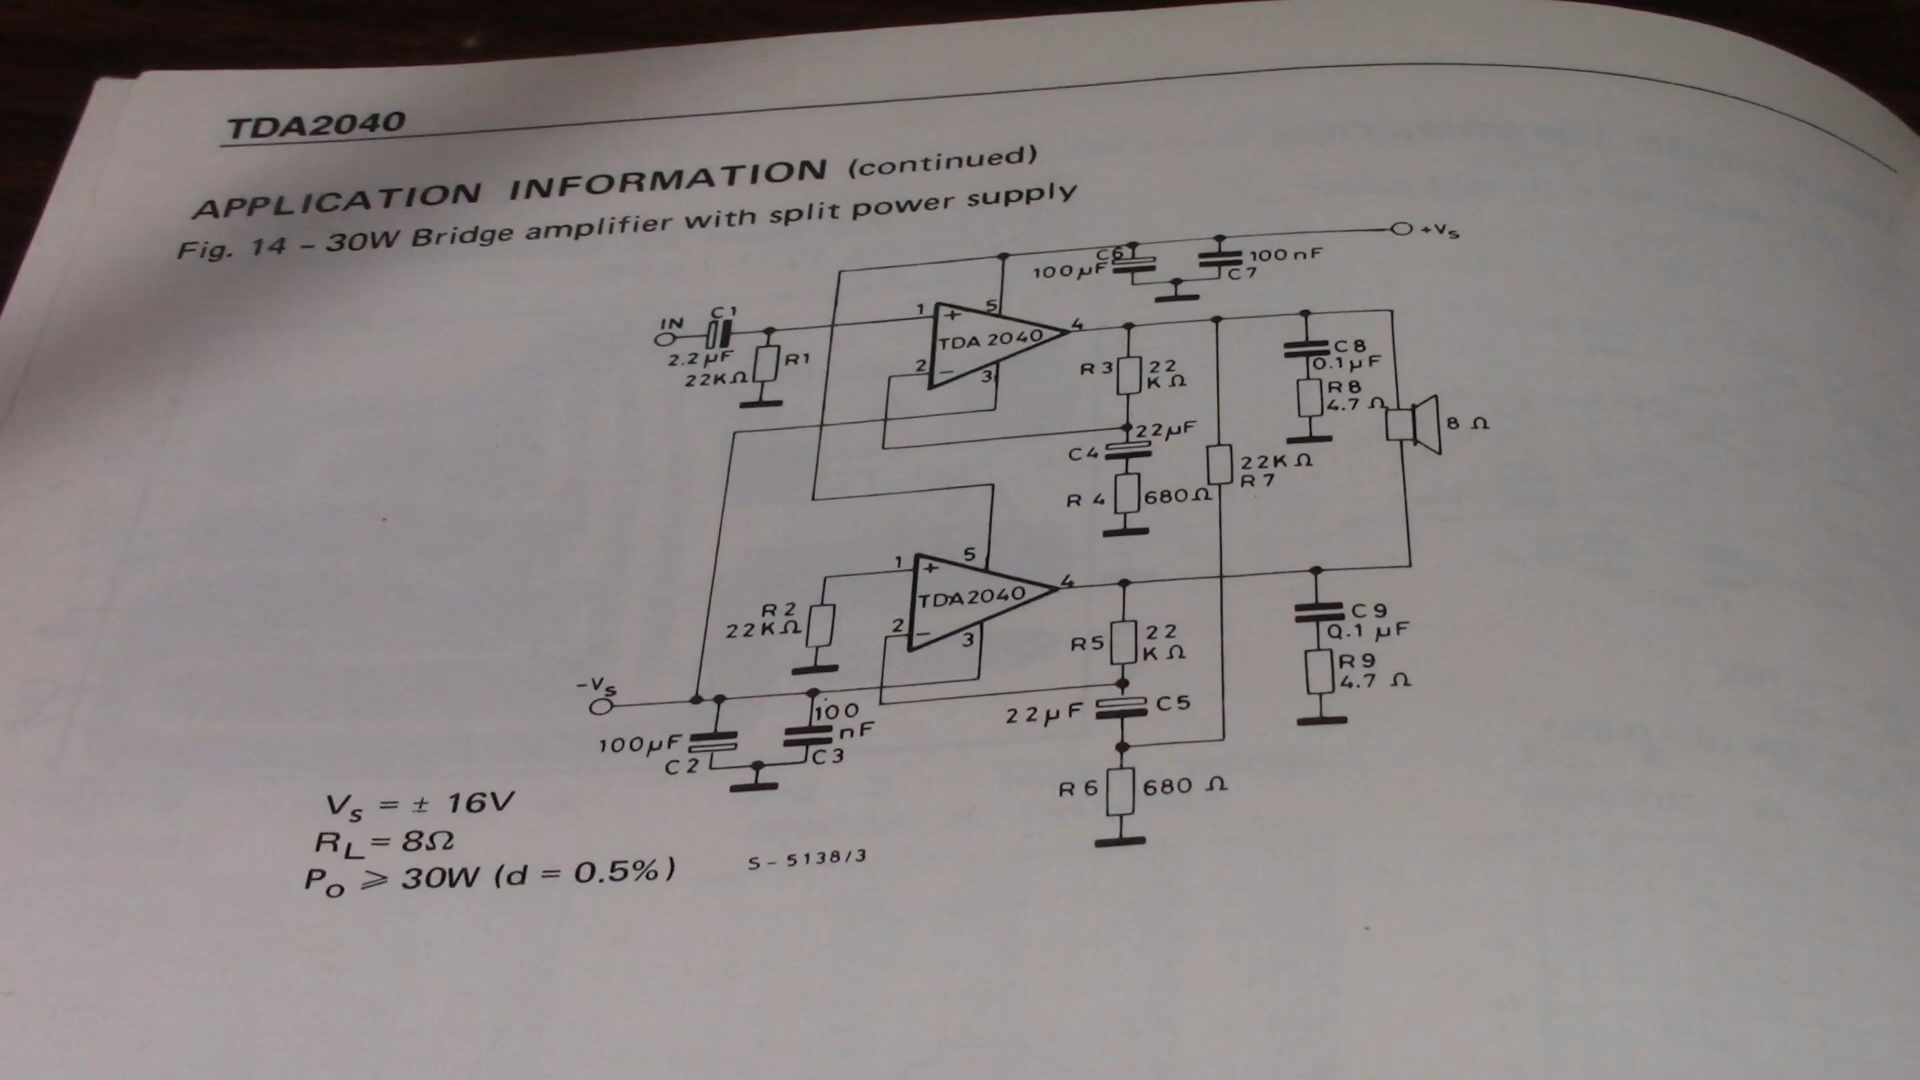 TDA2040
APPLICATION INFORMATION (continued)
Fig. 14 - 30W Bridge amplifier with split power supply
+Vs
C6
100µF
100nF
C7
IN
C1
2.2µF
22KΩ
R1
1
+
5
TDA 2040
4
2
-
3
R3
22
KΩ
C8
0.1µF
R8
4.7 Ω
8 Ω
22µF
C4
R 4
680Ω
22KΩ
R7
1
+
5
TDA2040
4
2
-
3
R2
22KΩ
R5
22
KΩ
C9
0.1 µF
R9
4.7 Ω
-Vs
100µF
C2
100
nF
C3
22µF
C5
R6
680 Ω
Vs = ± 16V
RL = 8Ω
Po ⩾ 30W (d = 0.5%)
S - 5138/3